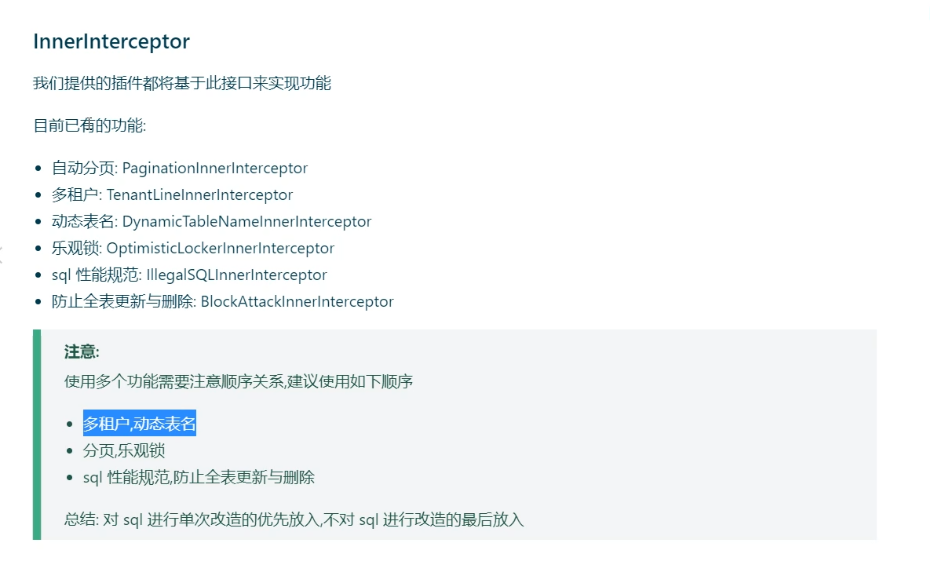 InnerInterceptor
我们提供的插件都将基于此接口来实现功能
目前已有的功能:
自动分页: PaginationInnerInterceptor
多租户: TenantLineInnerInterceptor
动态表名: DynamicTableNameInnerInterceptor
乐观锁: OptimisticLockerInnerInterceptor
sql 性能规范: IllegalSQLInnerInterceptor
防止全表更新与删除: BlockAttackInnerInterceptor
注意:
使用多个功能需要注意顺序关系,建议使用如下顺序
多租户,动态表名
分页,乐观锁
sql 性能规范,防止全表更新与删除
总结: 对 sql 进行单次改造的优先放入,不对 sql 进行改造的最后放入